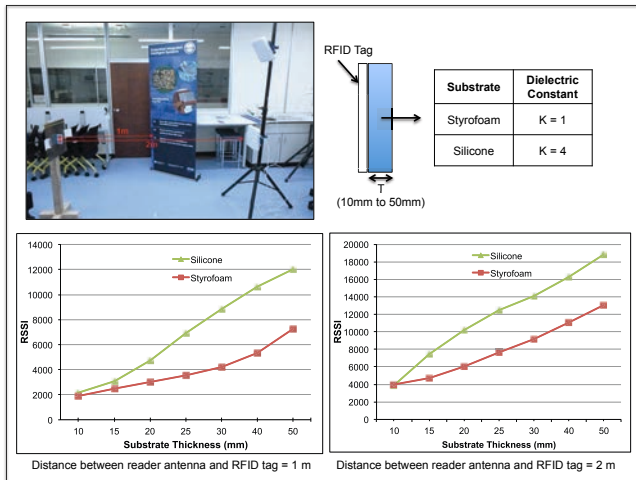 1m
2m
RFID Tag
T
(10mm to 50mm)
Substrate
Dielectric
Constant
Styrofoam
K = 1
Silicone
K = 4
14000
12000
10000
8000
6000
4000
2000
0
RSSI
Silicone
Styrofoam
10
15
20
25
30
40
50
Substrate Thickness (mm)
Distance between reader antenna and RFID tag = 1 m
20000
18000
16000
14000
12000
10000
8000
6000
4000
2000
0
RSSI
Silicone
Styrofoam
10
15
20
25
30
40
50
Substrate Thickness (mm)
Distance between reader antenna and RFID tag = 2 m